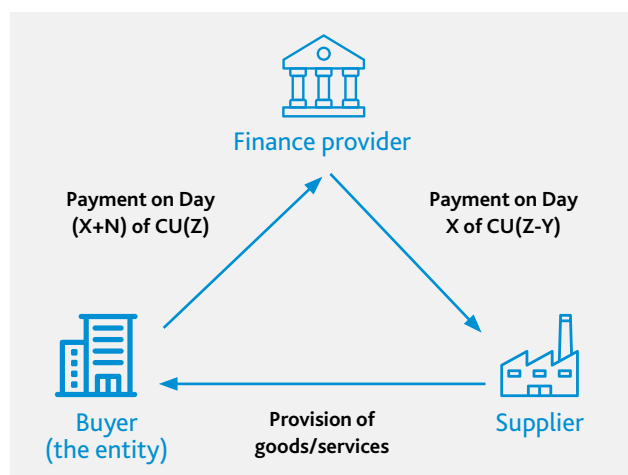 Finance provider
Payment on Day
(X+N) of CU(Z)
Payment on Day
X of CU(Z-Y)
Buyer
(the entity)
Provision of
goods/services
Supplier